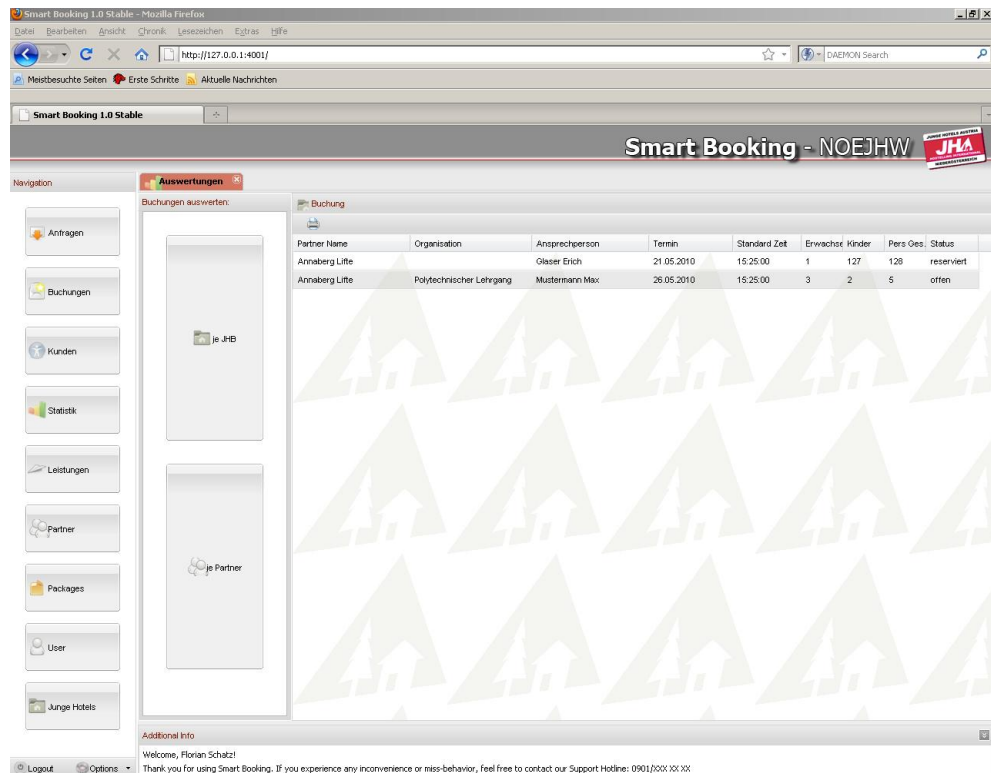 Smart Booking 1.0 Stable - Mozilla Firefox
Datei Bearbeiten Ansicht Chronik Lesezeichen Extras Hilfe
http://127.0.0.1:4001/ DAEMON Search
Meistbesuchte Seiten Erste Schritte Aktuelle Nachrichten
Smart Booking 1.0 Stable
Smart Booking - NOEJHW
JUNGE HOTELS AUSTRIA
JHA
NIEDERÖSTERREICH
Navigation
Auswertungen
Buchungen auswerten:
Buchung
Anfragen
Buchungen
Kunden
Statistik
Leistungen
Partner
Packages
User
Junge Hotels
je JHB
je Partner
Partner Name Organisation Ansprechperson Termin Standard Zeit Erwachse Kinder Pers Ges. Status
Annaberg Lifte Glaser Erich 21.05.2010 15:25:00 1 127 128 reserviert
Annaberg Lifte Polytechnischer Lehrgang Mustermann Max 26.05.2010 15:25:00 3 2 5 offen
Additional Info
Welcome, Florian Schatz!
Thank you for using Smart Booking. If you experience any inconvenience or miss-behavior, feel free to contact our Support Hotline: 0901/XXX XX XX
Logout Options